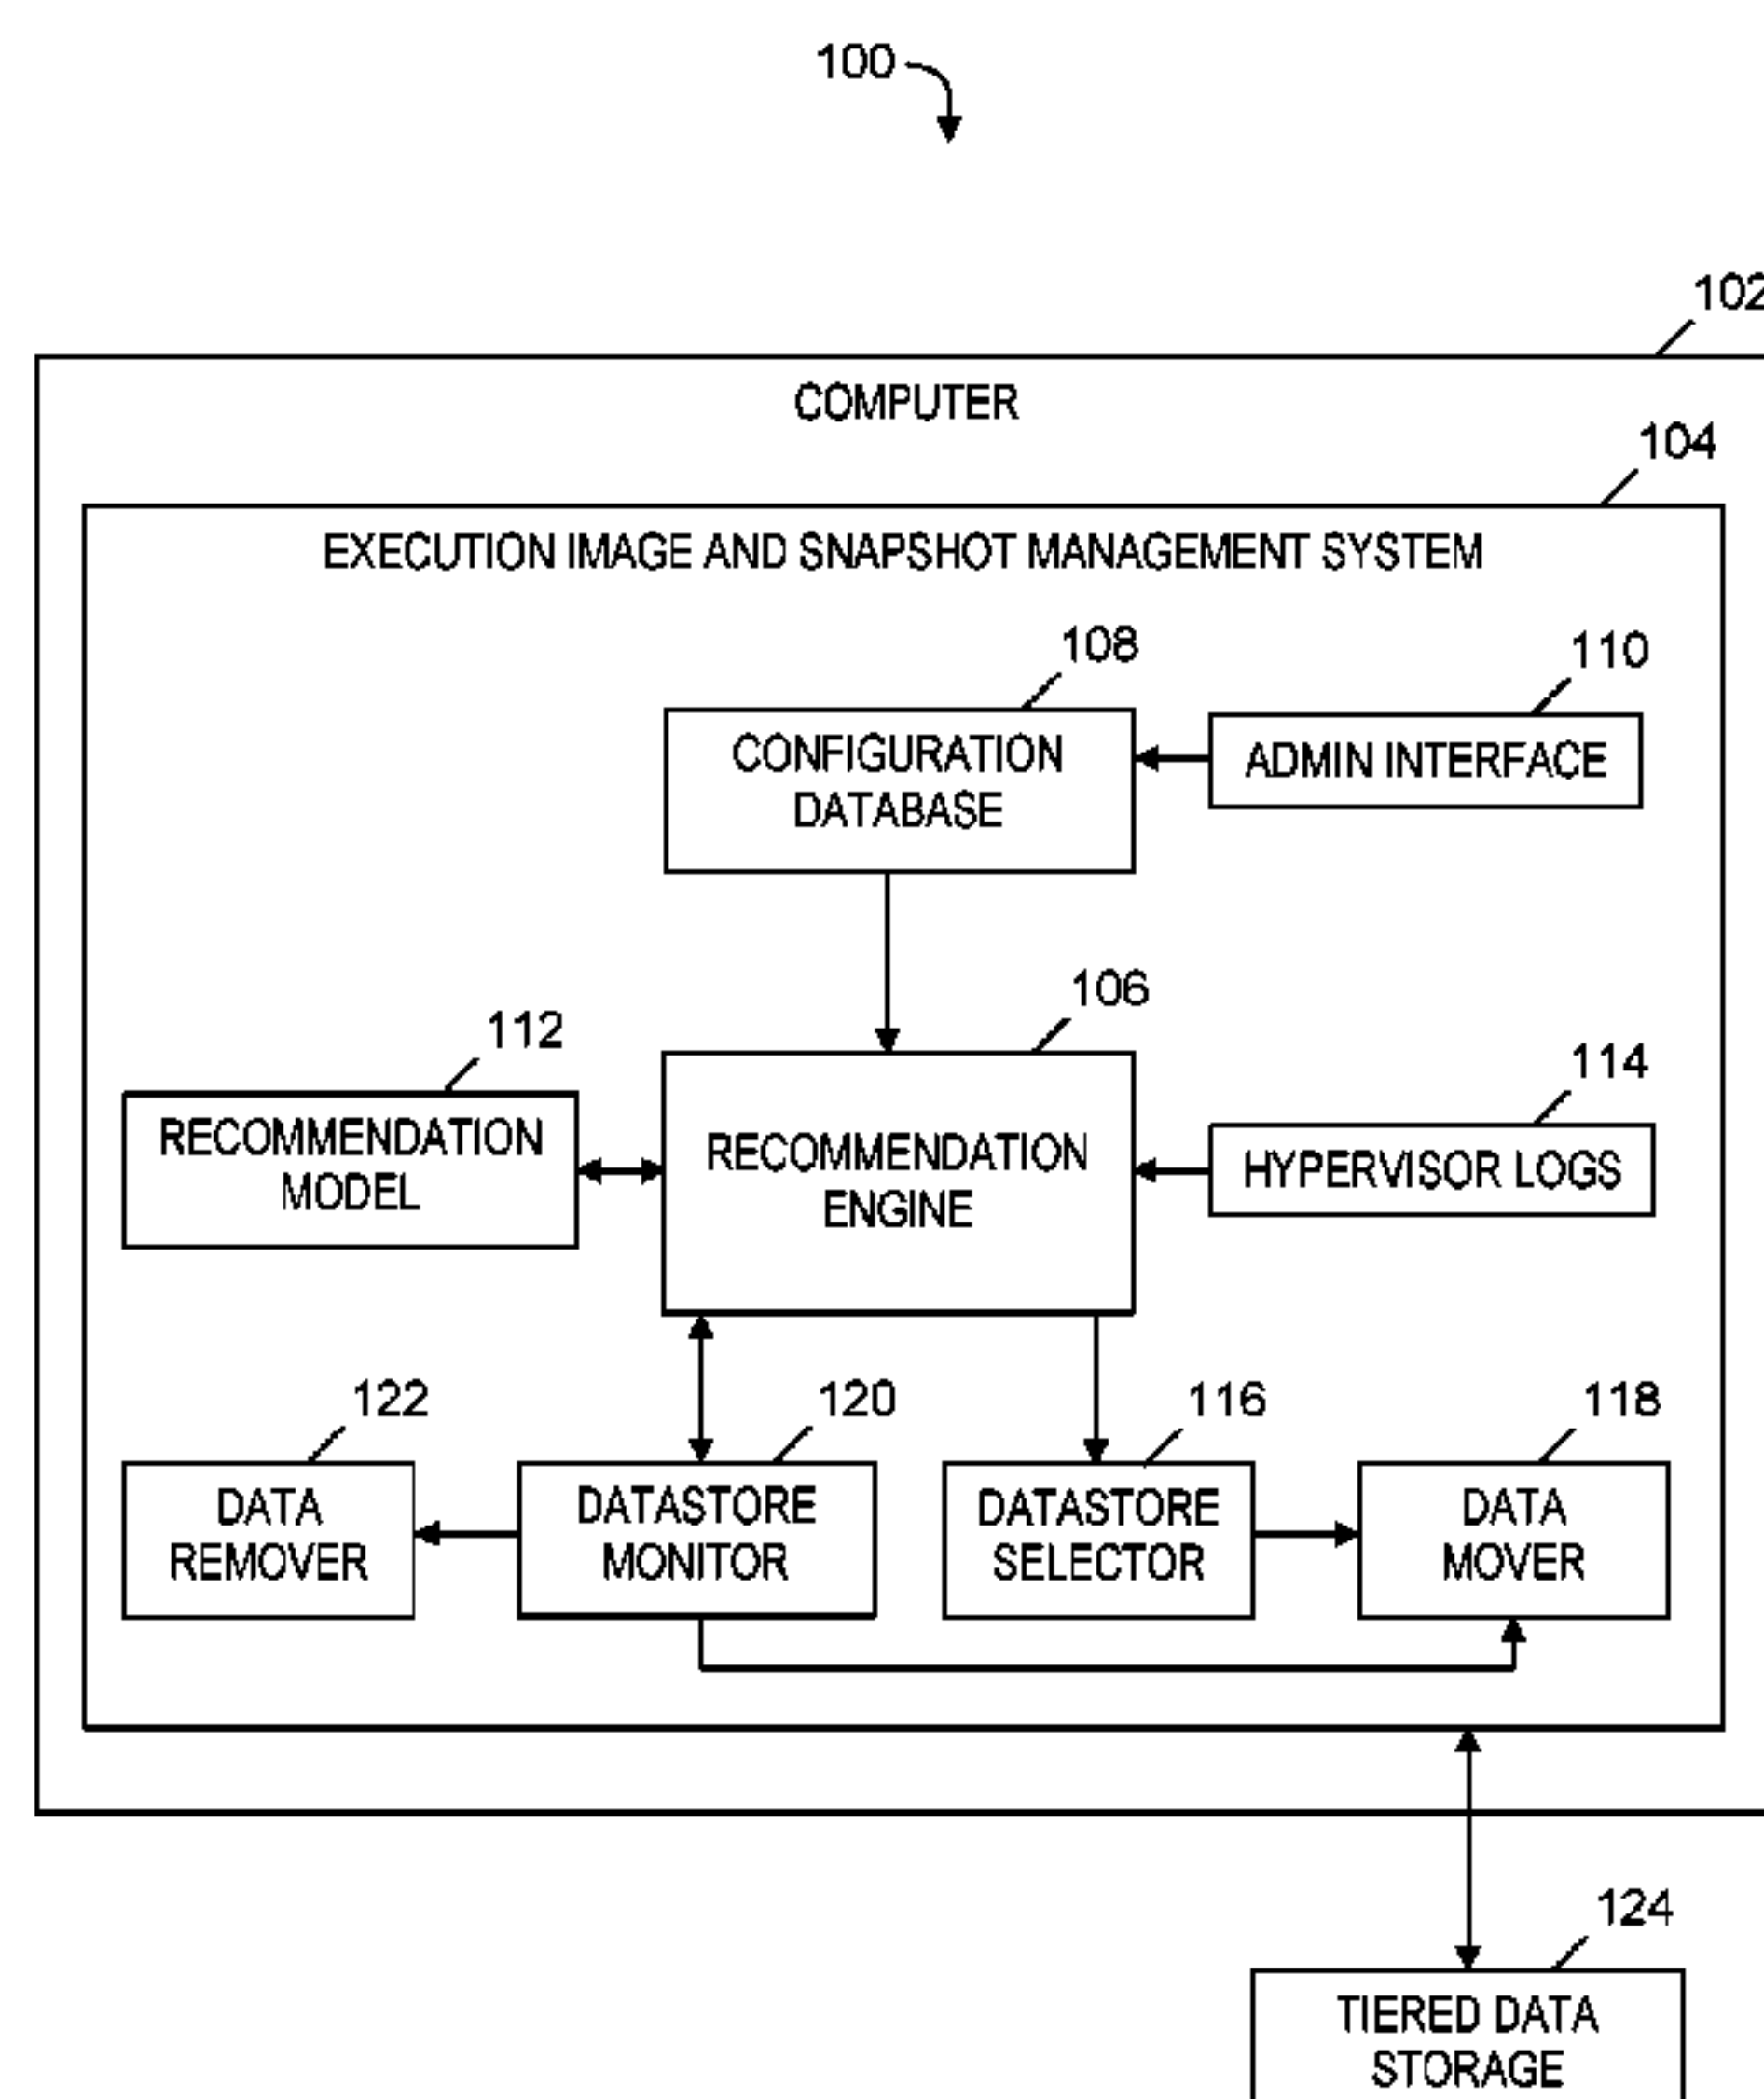 100
102
COMPUTER
104
EXECUTION IMAGE AND SNAPSHOT MANAGEMENT SYSTEM
108
110
CONFIGURATION
DATABASE
ADMIN INTERFACE
106
112
114
RECOMMENDATION
MODEL
RECOMMENDATION
ENGINE
HYPERVISOR LOGS
122
120
116
118
DATA
REMOVER
DATASTORE
MONITOR
DATASTORE
SELECTOR
DATA
MOVER
124
TIERED DATA
STORAGE